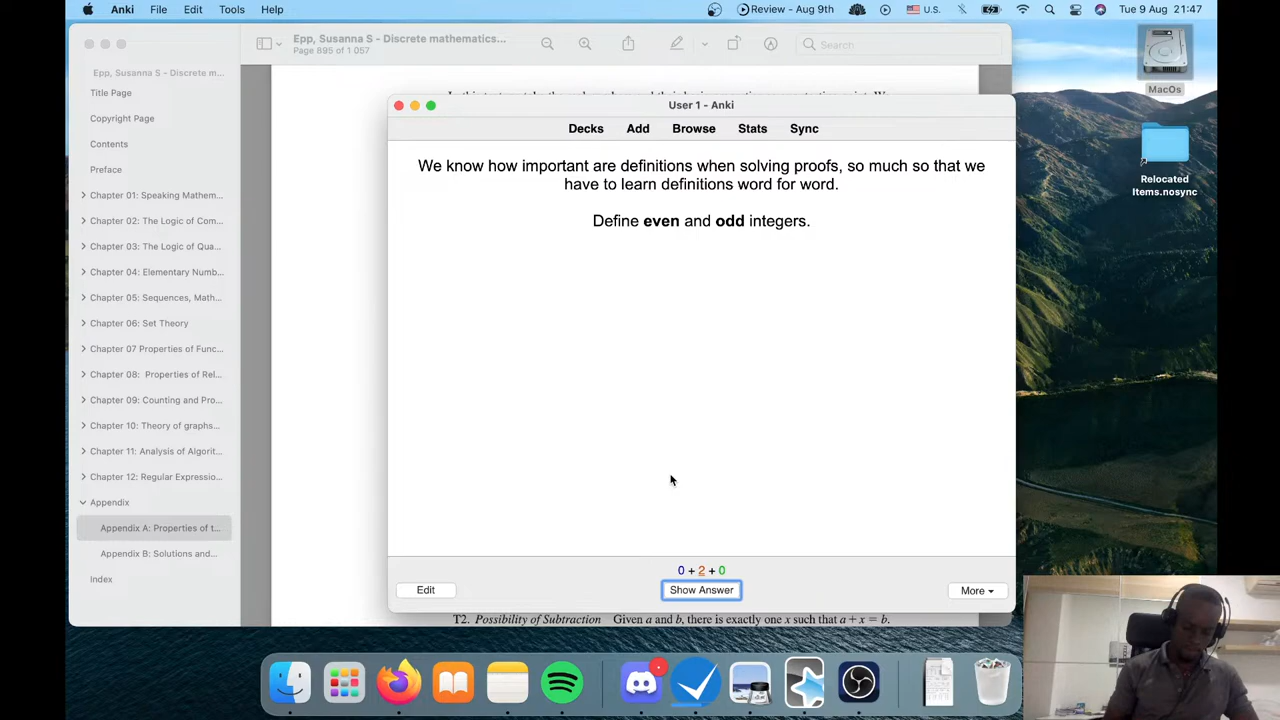 Anki File Edit Tools Help
Review - Aug 9th
U.S.
Tue 9 Aug 21:47
Epp, Susanna S - Discrete m...
Epp, Susanna S - Discrete mathematics...
Page 895 of 1 057
Search
Title Page
Copyright Page
Contents
Preface
Chapter 01: Speaking Mathem...
Chapter 02: The Logic of Com...
Chapter 03: The Logic of Qua...
Chapter 04: Elementary Numb...
Chapter 05: Sequences, Math...
Chapter 06: Set Theory
Chapter 07 Properties of Func...
Chapter 08: Properties of Rel...
Chapter 09: Counting and Pro...
Chapter 10: Theory of graphs...
Chapter 11: Analysis of Algorit...
Chapter 12: Regular Expressio...
Appendix
Appendix A: Properties of t...
Appendix B: Solutions and...
Index
User 1 - Anki
Decks Add Browse Stats Sync
We know how important are definitions when solving proofs, so much so that we
have to learn definitions word for word.
Define even and odd integers.
0 + 2 + 0
Edit
Show Answer
More
T2. Possibility of Subtraction Given a and b, there is exactly one x such that a + x = b.
MacOs
Relocated
Items.nosync